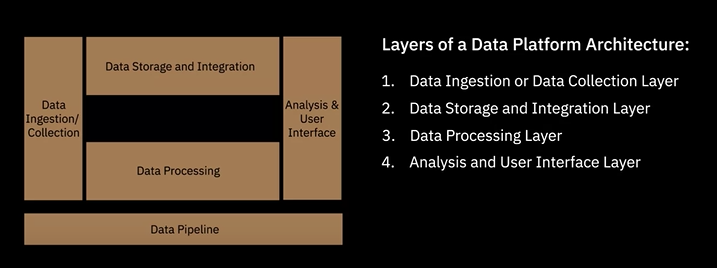 Data Storage and Integration
Data
Ingestion/
Collection
Analysis &
User
Interface
Data Processing
Data Pipeline
Layers of a Data Platform Architecture:
1. Data Ingestion or Data Collection Layer
2. Data Storage and Integration Layer
3. Data Processing Layer
4. Analysis and User Interface Layer